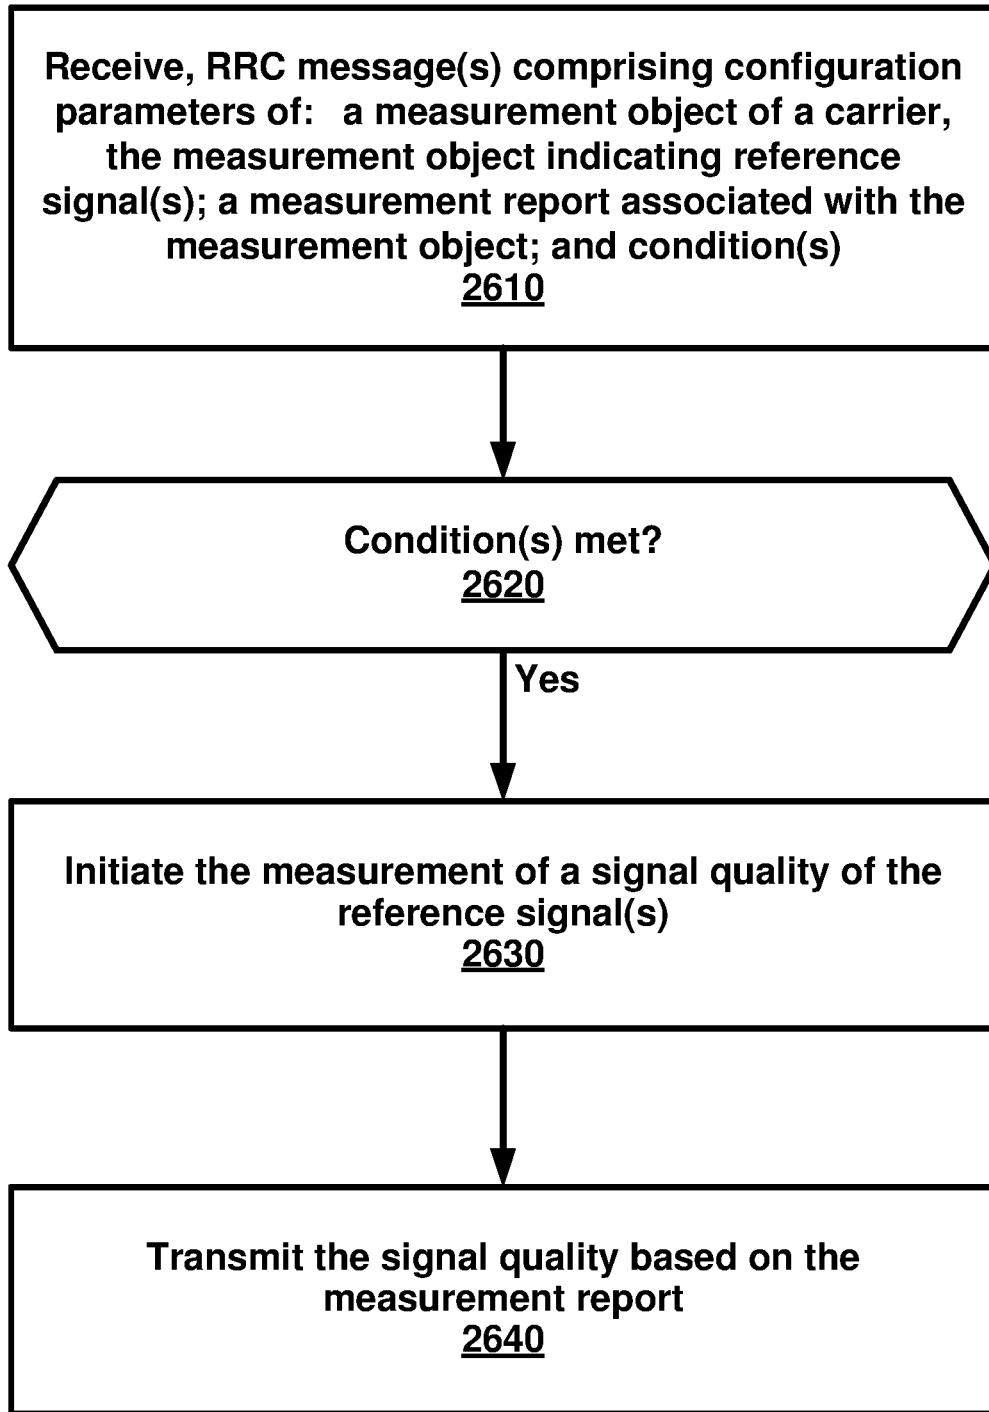 Receive, RRC message(s) comprising configuration
parameters of: a measurement object of a carrier,
the measurement object indicating reference
signal(s); a measurement report associated with the
measurement object; and condition(s)
2610
Condition(s) met?
2620
Yes
Initiate the measurement of a signal quality of the
reference signal(s)
2630
Transmit the signal quality based on the
measurement report
2640